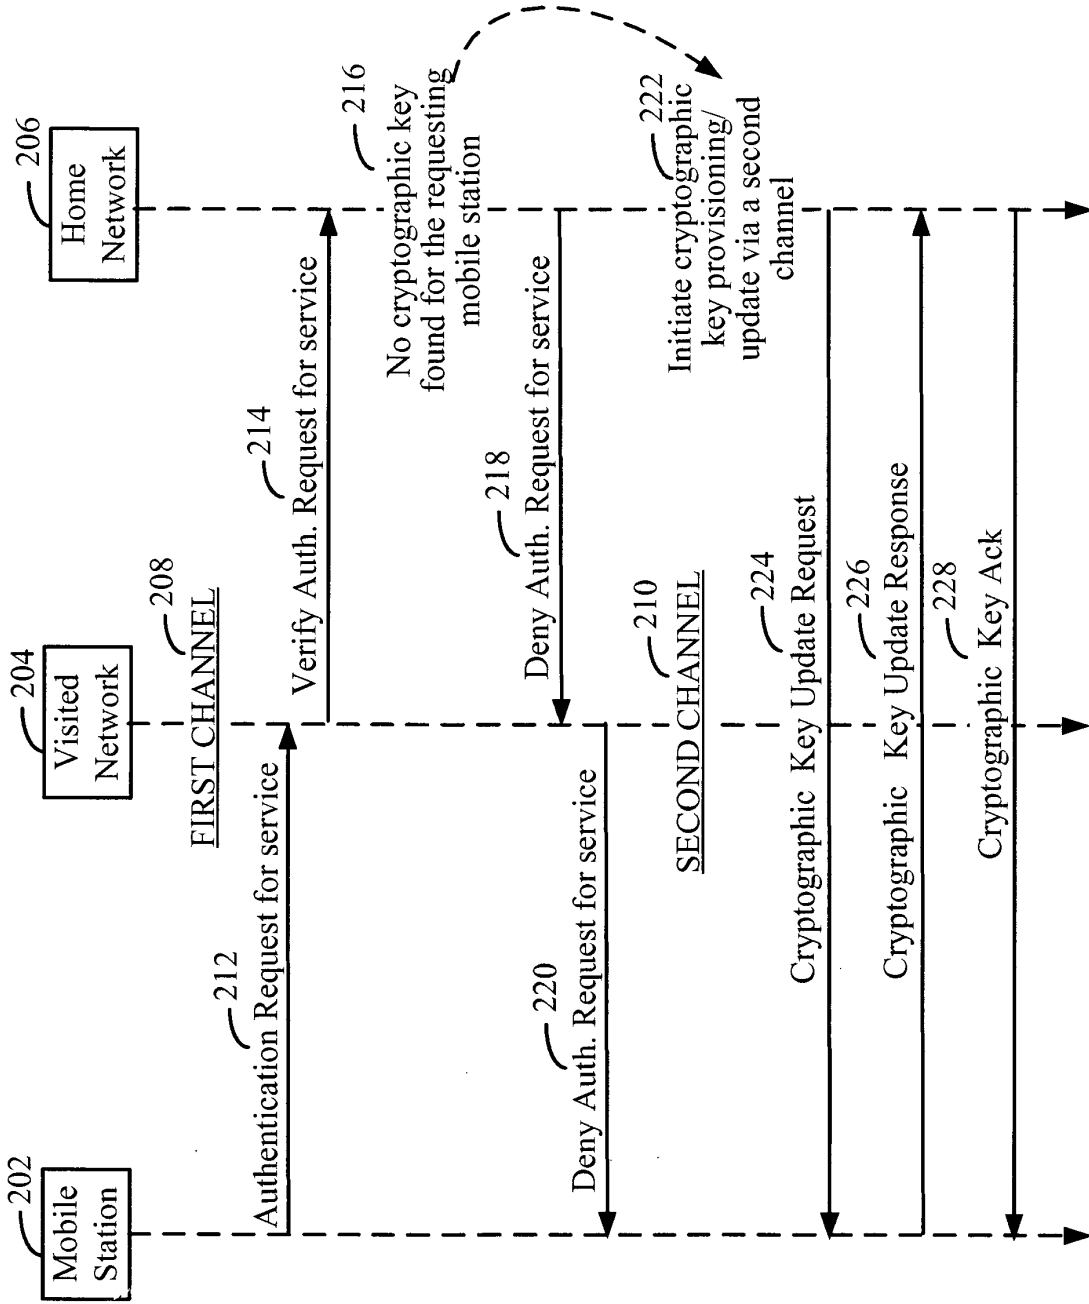 202
Mobile
Station
204
Visited
Network
206
Home
Network
208
FIRST CHANNEL
212
Authentication Request for service
214
Verify Auth. Request for service
216
No cryptographic key
found for the requesting
mobile station
218
Deny Auth. Request for service
220
Deny Auth. Request for service
210
SECOND CHANNEL
222
Initiate cryptographic
key provisioning/
update via a second
channel
224
Cryptographic Key Update Request
226
Cryptographic Key Update Response
228
Cryptographic Key Ack